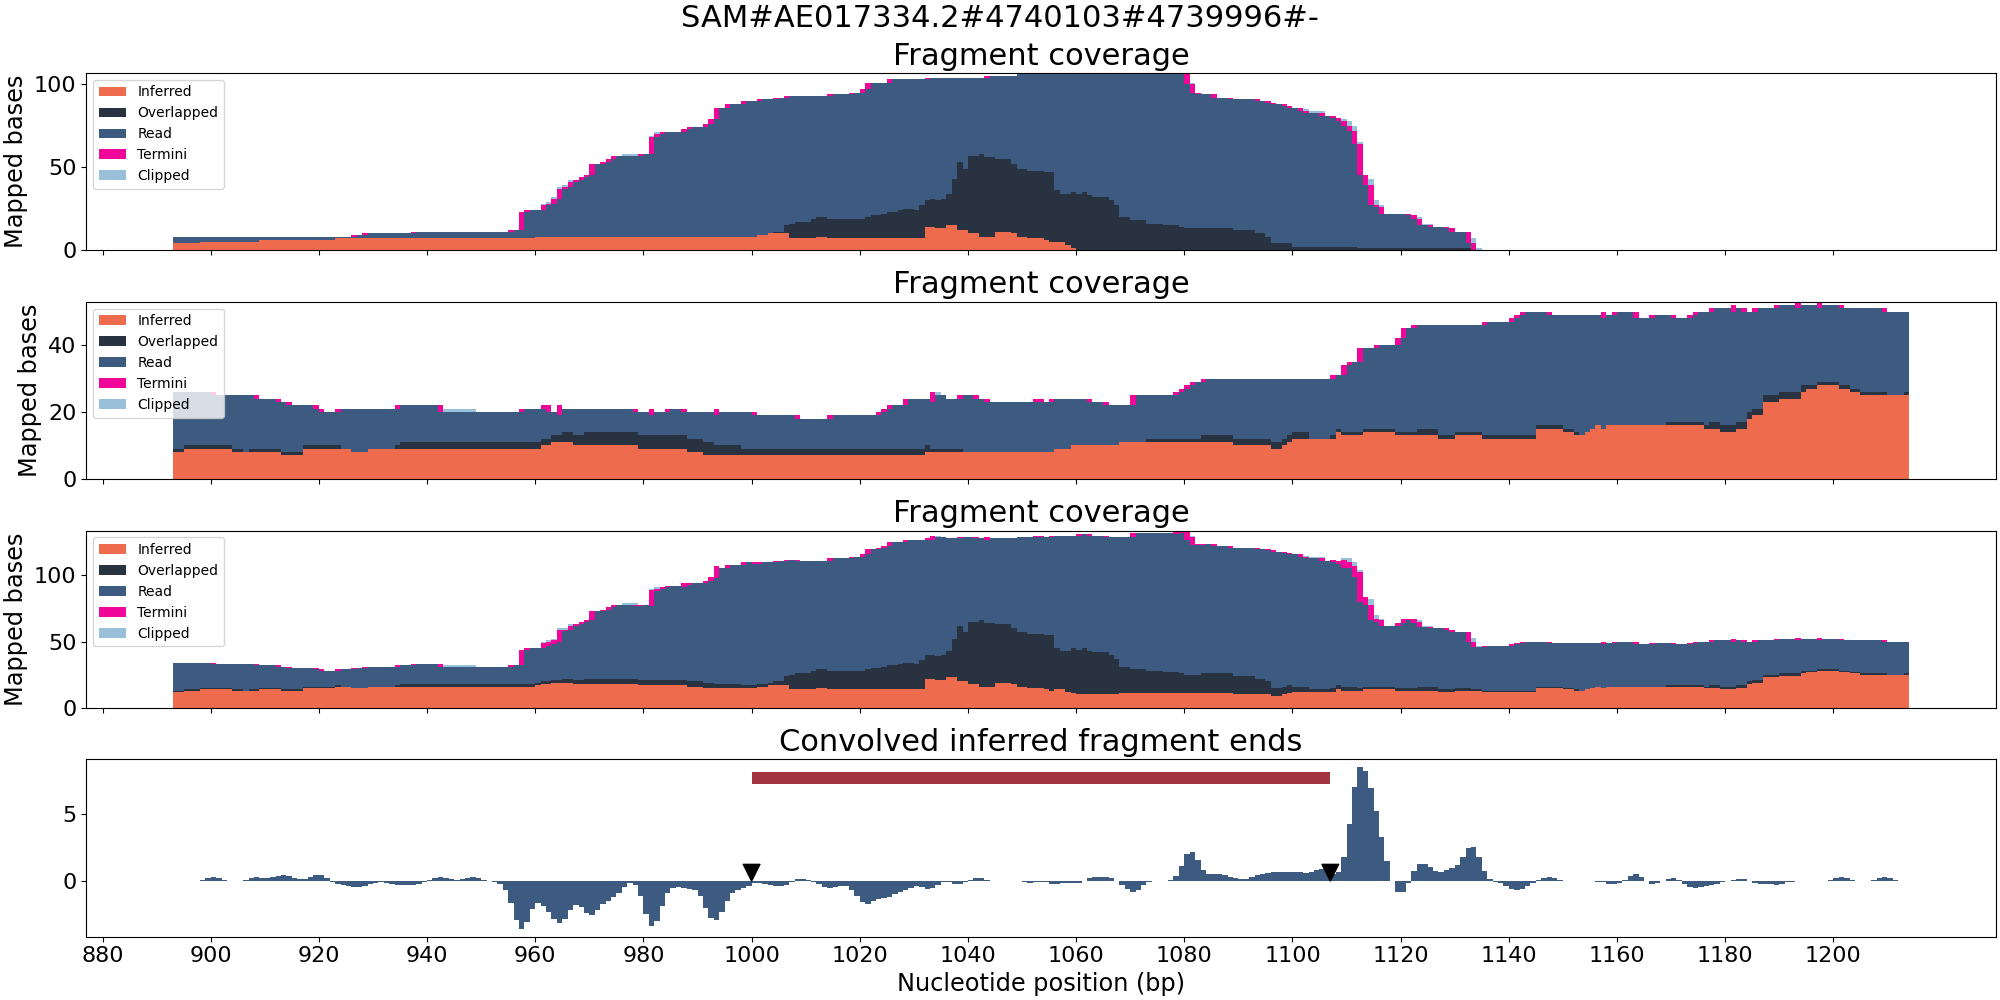 SAM#AE017334.2#4740103#4739996#-
Fragment coverage
Mapped bases
100
50
0
Inferred
Overlapped
Read
Termini
Clipped
Fragment coverage
Mapped bases
40
20
0
Inferred
Overlapped
Read
Termini
Clipped
Fragment coverage
Mapped bases
100
50
0
Inferred
Overlapped
Read
Termini
Clipped
Convolved inferred fragment ends
5
0
880 900 920 940 960 980 1000 1020 1040 1060 1080 1100 1120 1140 1160 1180 1200
Nucleotide position (bp)